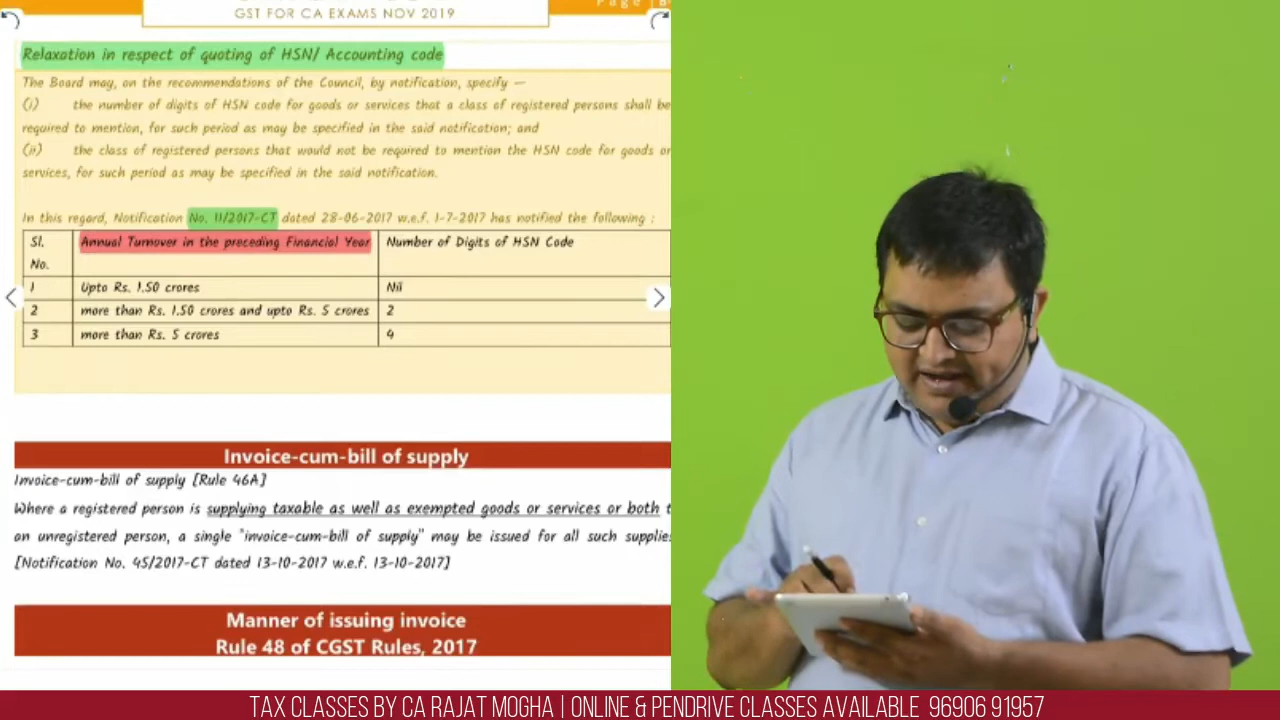 GST FOR CA EXAMS NOV 2019
Page
Relaxation in respect of quoting of HSN/ Accounting code
The Board may, on the recommendations of the Council, by notification, specify —
(i) the number of digits of HSN code for goods or services that a class of registered persons shall be
required to mention, for such period as may be specified in the said notification; and
(ii) the class of registered persons that would not be required to mention the HSN code for goods or
services, for such period as may be specified in the said notification.
In this regard, Notification No. 11/2017-CT dated 28-06-2017 w.e.f. 1-7-2017 has notified the following :
Sl. No. Annual Turnover in the preceding Financial Year Number of Digits of HSN Code
1 Upto Rs. 1.50 crores Nil
2 more than Rs. 1.50 crores and upto Rs. 5 crores 2
3 more than Rs. 5 crores 4
Invoice-cum-bill of supply
Invoice-cum-bill of supply [Rule 46A]
Where a registered person is supplying taxable as well as exempted goods or services or both t
an unregistered person, a single "invoice-cum-bill of supply" may be issued for all such supplies
[Notification No. 45/2017-CT dated 13-10-2017 w.e.f. 13-10-2017]
Manner of issuing invoice
Rule 48 of CGST Rules, 2017
TAX CLASSES BY CA RAJAT MOGHA | ONLINE & PENDRIVE CLASSES AVAILABLE 96906 91957